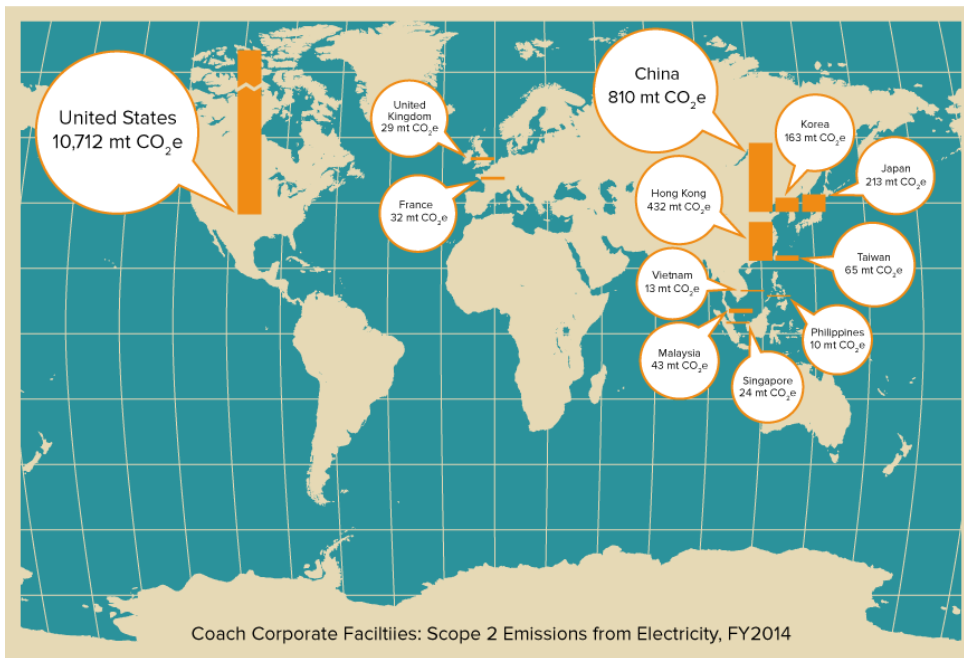 United States
10,712 mt CO₂e
United
Kingdom
29 mt CO₂e
France
32 mt CO₂e
China
810 mt CO₂e
Korea
163 mt CO₂e
Japan
213 mt CO₂e
Hong Kong
432 mt CO₂e
Taiwan
65 mt CO₂e
Vietnam
13 mt CO₂e
Philippines
10 mt CO₂e
Malaysia
43 mt CO₂e
Singapore
24 mt CO₂e
Coach Corporate Faciltiies: Scope 2 Emissions from Electricity, FY2014